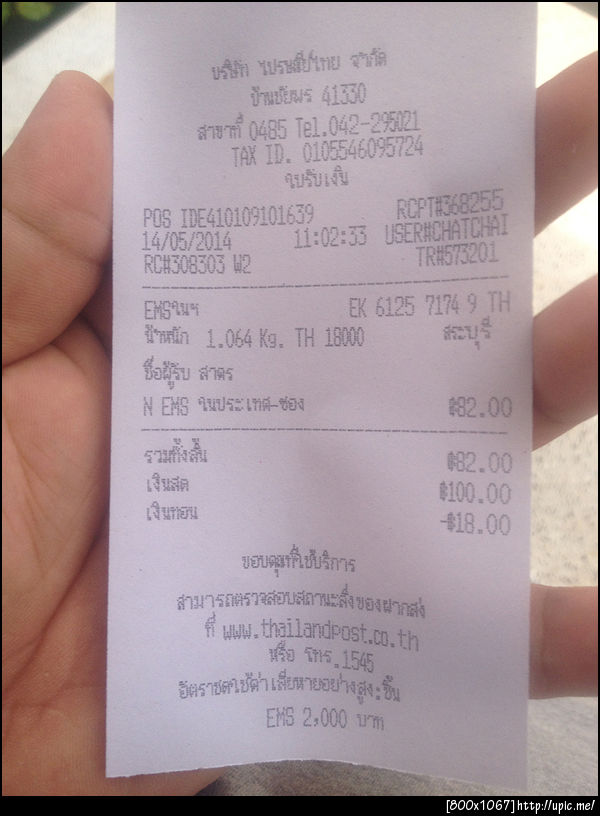 บริษัท ไปรษณีย์ไทย จำกัด
บ้านชัยพร 41330
สาขาที่ 0485 Tel.042-295021
TAX ID. 0105546095724
ใบรับเงิน
POS IDE410109101639 RCPT#368255
14/05/2014 11:02:33 USER#CHATCHAI
RC#308303 W2 TR#573201
EMSในฯ EK 6125 7174 9 TH
น้ำหนัก 1.064 Kg. TH 18000 สระบุรี
ชื่อผู้รับ สาตร
N EMS ในประเทศ-ซอง ฿82.00
รวมทั้งสิ้น ฿82.00
เงินสด ฿100.00
เงินทอน -฿18.00
ขอบคุณที่ใช้บริการ
สามารถตรวจสอบสถานะสิ่งของฝากส่ง
ที่ www.thailandpost.co.th
หรือ โทร.1545
อัตราชดใช้ค่าเสียหายอย่างสูง:ชิ้น
EMS 2,000 บาท
[800x1067]http://upic.me/